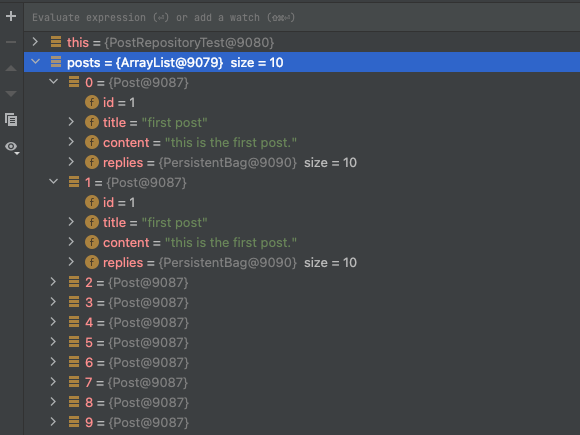 Evaluate expression (⏎) or add a watch (⇧⌘⏎)
this = {PostRepositoryTest@9080}
posts = {ArrayList@9079} size = 10
0 = {Post@9087}
f id = 1
f title = "first post"
f content = "this is the first post."
f replies = {PersistentBag@9090} size = 10
1 = {Post@9087}
f id = 1
f title = "first post"
f content = "this is the first post."
f replies = {PersistentBag@9090} size = 10
2 = {Post@9087}
3 = {Post@9087}
4 = {Post@9087}
5 = {Post@9087}
6 = {Post@9087}
7 = {Post@9087}
8 = {Post@9087}
9 = {Post@9087}